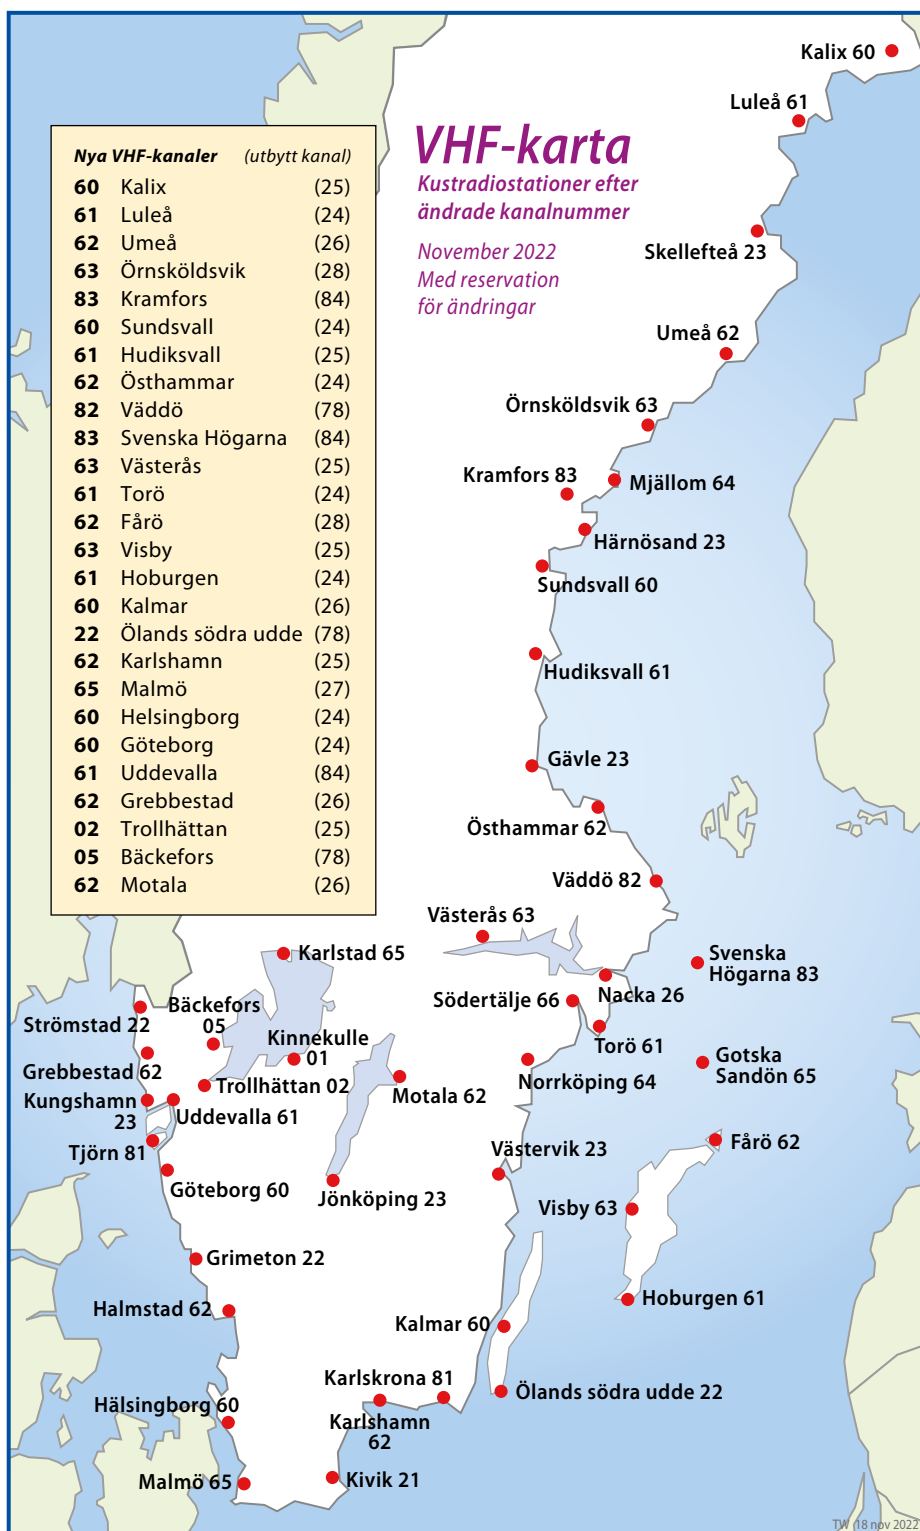 VHF-karta
Kustradiostationer efter
ändrade kanalnummer
November 2022
Med reservation
för ändringar
Nya VHF-kanaler (utbytt kanal)
60 Kalix (25)
61 Luleå (24)
62 Umeå (26)
63 Örnsköldsvik (28)
83 Kramfors (84)
60 Sundsvall (24)
61 Hudiksvall (25)
62 Östhammar (24)
82 Väddö (78)
83 Svenska Högarna (84)
63 Västerås (25)
61 Torö (24)
62 Fårö (28)
63 Visby (25)
61 Hoburgen (24)
60 Kalmar (26)
22 Ölands södra udde (78)
62 Karlshamn (25)
65 Malmö (27)
60 Helsingborg (24)
60 Göteborg (24)
61 Uddevalla (84)
62 Grebbestad (26)
02 Trollhättan (25)
05 Bäckefors (78)
62 Motala (26)
Kalix 60
Luleå 61
Skellefteå 23
Umeå 62
Örnsköldsvik 63
Kramfors 83
Mjällom 64
Härnösand 23
Sundsvall 60
Hudiksvall 61
Gävle 23
Östhammar 62
Väddö 82
Västerås 63
Karlstad 65
Svenska
Högarna 83
Nacka 26
Södertälje 66
Bäckefors
05
Strömstad 22
Kinnekulle
01
Torö 61
Gotska
Sandön 65
Norrköping 64
Grebbestad 62
Trollhättan 02
Motala 62
Kungshamn
23
Uddevalla 61
Tjörn 81
Fårö 62
Västervik 23
Göteborg 60
Jönköping 23
Visby 63
Grimeton 22
Hoburgen 61
Halmstad 62
Kalmar 60
Karlskrona 81
Ölands södra udde 22
Hälsingborg 60
Karlshamn
62
Malmö 65
Kivik 21
TW (18 nov 2022